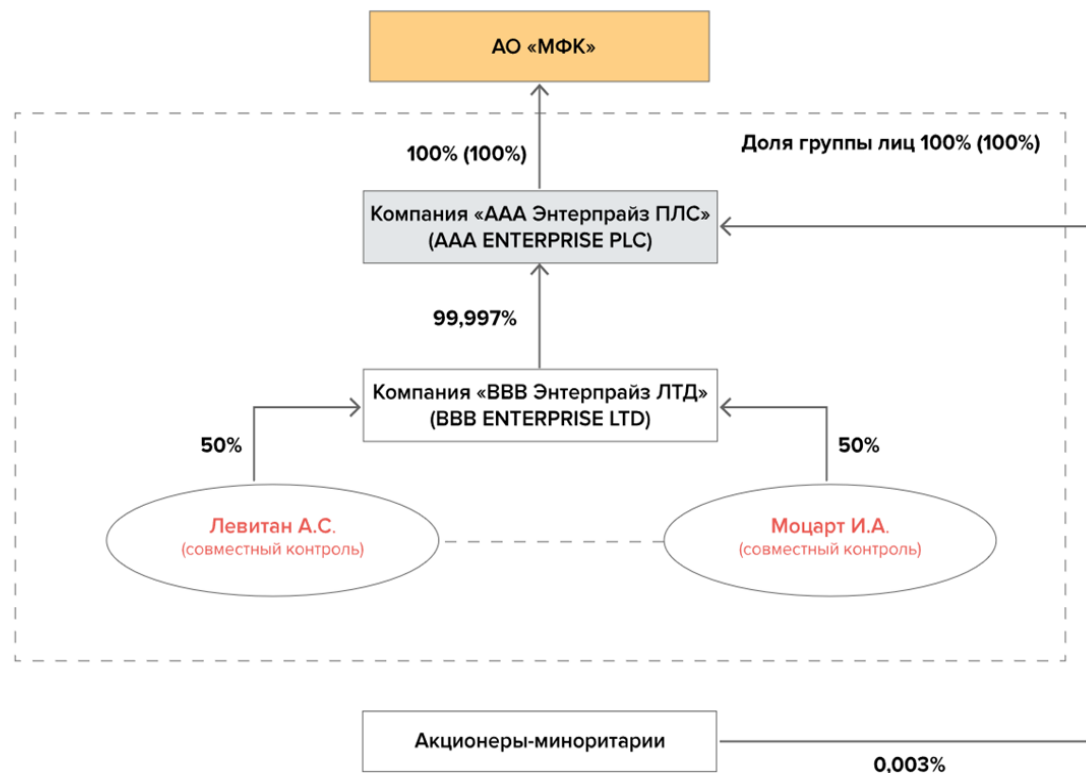 АО «МФК»
100% (100%)
Доля группы лиц 100% (100%)
Компания «ААА Энтерпрайз ПЛС»
(AAA ENTERPRISE PLC)
99,997%
Компания «BBB Энтерпрайз ЛТД»
(BBB ENTERPRISE LTD)
50%
50%
Левитан А.С.
(совместный контроль)
Моцарт И.А.
(совместный контроль)
Акционеры-миноритарии
0,003%